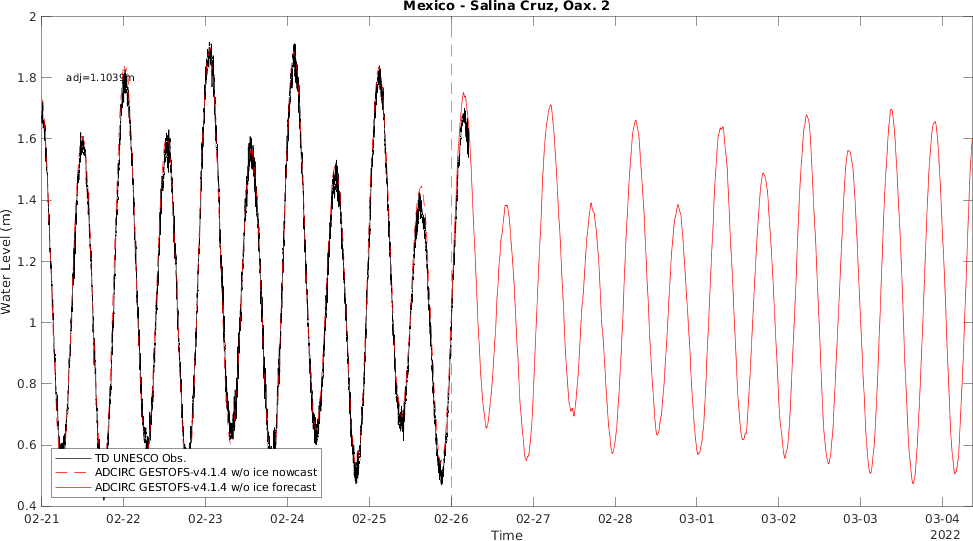 Mexico - Salina Cruz, Oax. 2
adj=1.1039m
Water Level (m)
2
1.8
1.6
1.4
1.2
1
0.8
0.6
0.4
TD UNESCO Obs.
ADCIRC GESTOFS-v4.1.4 w/o ice nowcast
ADCIRC GESTOFS-v4.1.4 w/o ice forecast
02-21 02-22 02-23 02-24 02-25 02-26 02-27 02-28 03-01 03-02 03-03 03-04
Time
2022